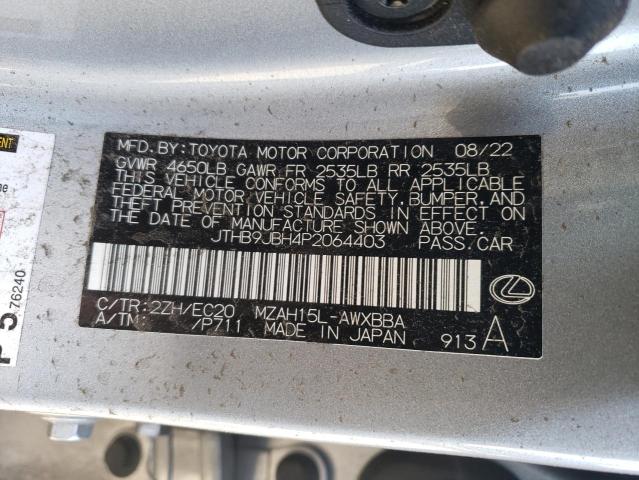 MFD. BY: TOYOTA MOTOR CORPORATION 08/22
GVWR 4650LB GAWR FR 2535LB RR 2535LB
THIS VEHICLE CONFORMS TO ALL APPLICABLE
FEDERAL MOTOR VEHICLE SAFETY, BUMPER, AND
THEFT PREVENTION STANDARDS IN EFFECT ON
THE DATE OF MANUFACTURE SHOWN ABOVE.
JTHB9JBH4P2064403 PASS. CAR
C/TR: 2ZH/EC20 MZAH15L-AWXBBA
A/TM: /P711 MADE IN JAPAN 913 A
P 5 76240